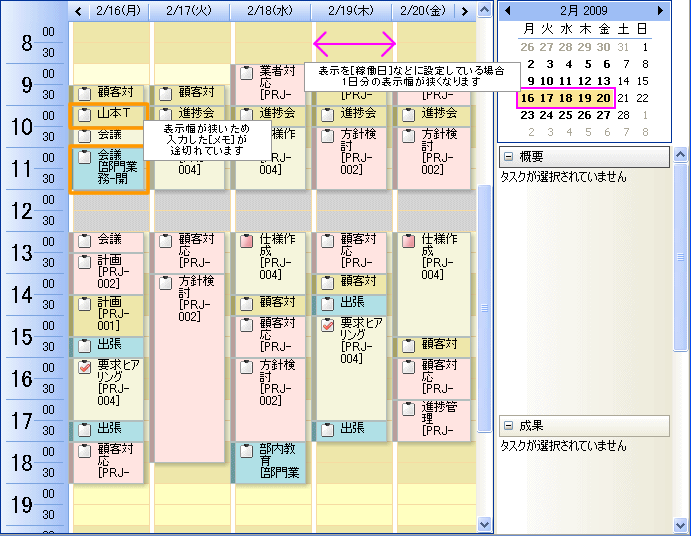 2/16(月) 2/17(火) 2/18(水) 2/19(木) 2/20(金)
8 00
30
9 00
30
10 00
30
11 00
30
12 00
30
13 00
30
14 00
30
15 00
30
16 00
30
17 00
30
18 00
30
19 00
30
顧客対
山本T
会議
会議
[部門業
務-開
会議
計画
[PRJ-
002]
計画
[PRJ-
001]
出張
要求ヒア
リング
[PRJ-
004]
出張
顧客対
応
[PRJ-
顧客対
進捗会
顧客対
応
[PRJ-
方針検
討
[PRJ-
002]
業者対
応
[PRJ-
進捗会
004]
仕様作
成
[PRJ-
004]
顧客対
顧客対
応
[PRJ-
方針検
討
[PRJ-
002]
部内教
育
[部門業
進捗会
方針検
討
[PRJ-
002]
顧客対
応
[PRJ-
顧客対
出張
要求ヒア
リング
[PRJ-
004]
出張
進捗会
方針検
討
[PRJ-
002]
仕様作
成
[PRJ-
004]
顧客対
顧客対
応
[PRJ-
進捗管
理
[PRJ-
表示を[稼働日]などに設定している場合
1日分の表示幅が狭くなります
表示幅が狭いため
入力した[メモ]が
途切れています
2月 2009
月 火 水 木 金 土 日
26 27 28 29 30 31 1
2 3 4 5 6 7 8
9 10 11 12 13 14 15
16 17 18 19 20 21 22
23 24 25 26 27 28 1
2 3 4 5 6 7 8
概要
タスクが選択されていません
成果
タスクが選択されていません